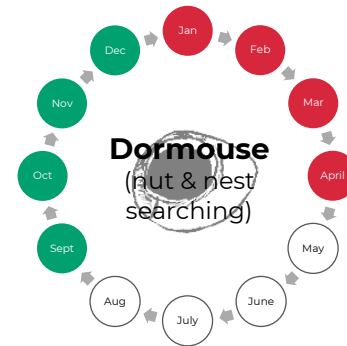 Jan
Feb
Mar
April
May
June
July
Aug
Sept
Oct
Nov
Dec
Dormouse
(nut & nest
searching)